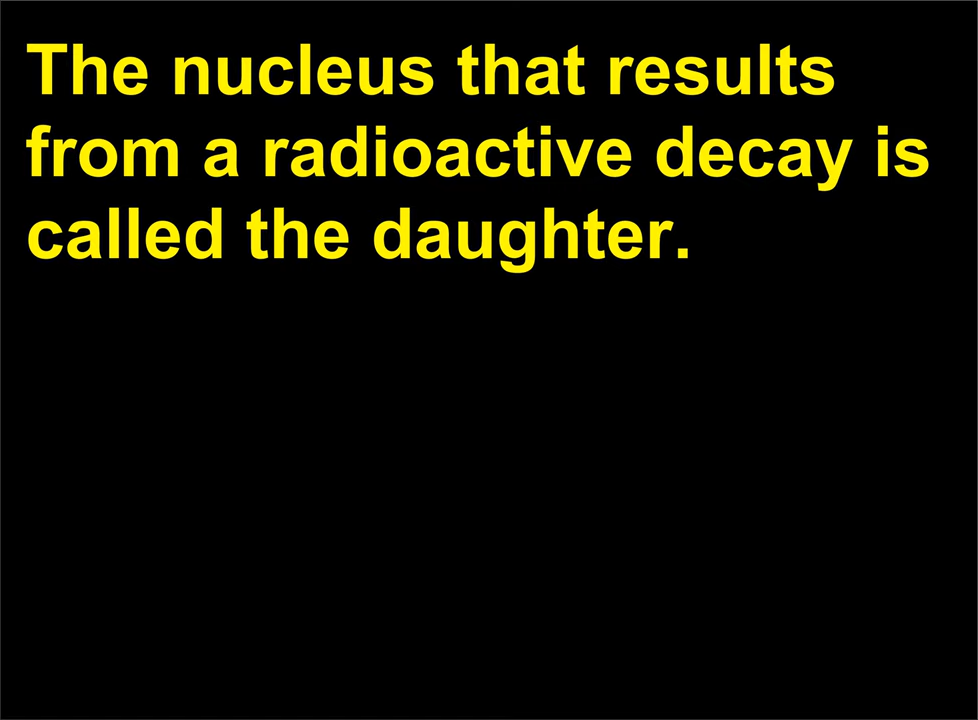 The nucleus that results
from a radioactive decay is
called the daughter.